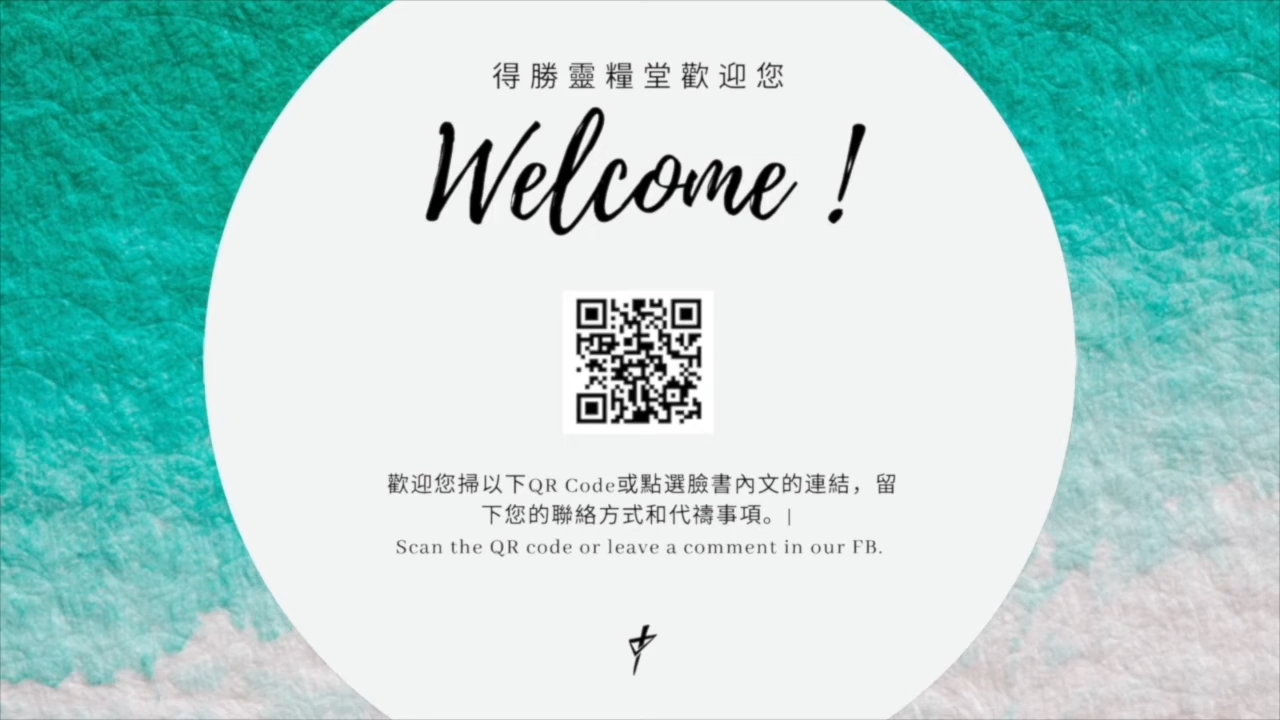 得勝靈糧堂歡迎您
Welcome !
歡迎您掃以下QR Code或點選臉書內文的連結，留
下您的聯絡方式和代禱事項。|
Scan the QR code or leave a comment in our FB.